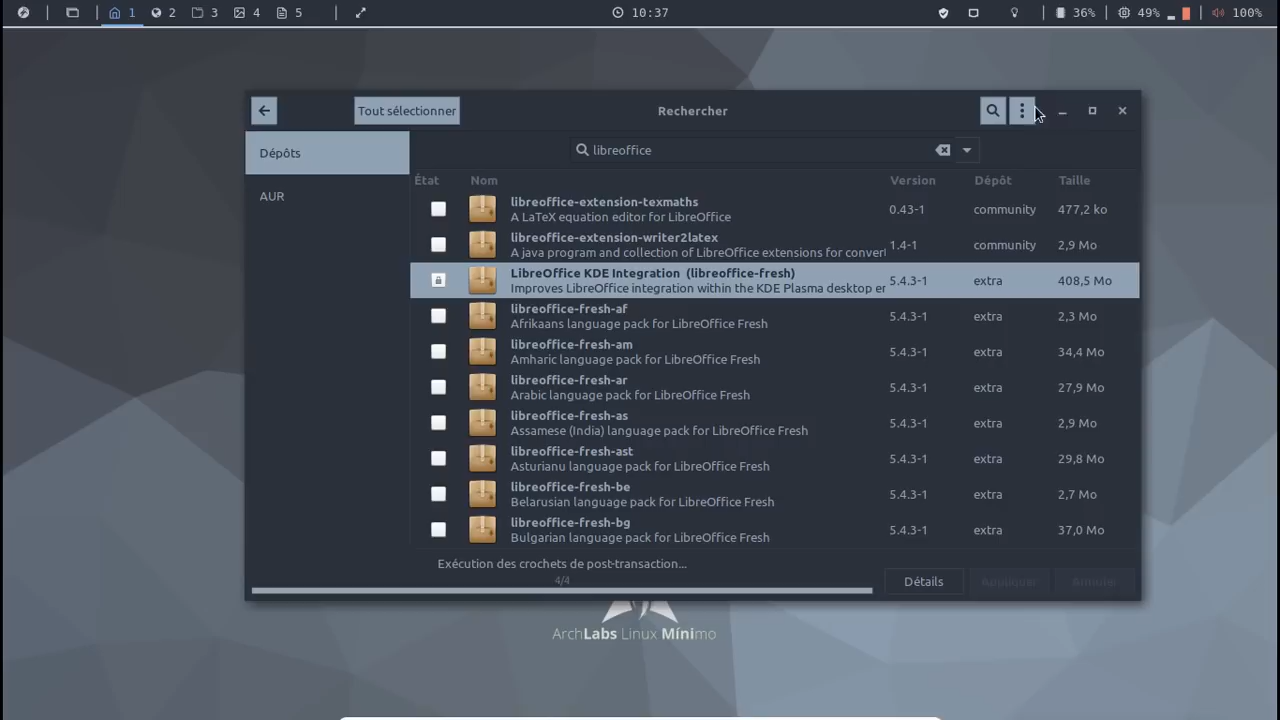 1 2 3 4 5 10:37 36% 49% 100%
Tout sélectionner Rechercher
Dépôts
AUR
libreoffice
État Nom Version Dépôt Taille
libreoffice-extension-texmaths
A LaTeX equation editor for LibreOffice
0.43-1 community 477,2 ko
libreoffice-extension-writer2latex
A java program and collection of LibreOffice extensions for conver
1.4-1 community 2,9 Mo
LibreOffice KDE Integration (libreoffice-fresh)
Improves LibreOffice integration within the KDE Plasma desktop er
5.4.3-1 extra 408,5 Mo
libreoffice-fresh-af
Afrikaans language pack for LibreOffice Fresh
5.4.3-1 extra 2,3 Mo
libreoffice-fresh-am
Amharic language pack for LibreOffice Fresh
5.4.3-1 extra 34,4 Mo
libreoffice-fresh-ar
Arabic language pack for LibreOffice Fresh
5.4.3-1 extra 27,9 Mo
libreoffice-fresh-as
Assamese (India) language pack for LibreOffice Fresh
5.4.3-1 extra 2,9 Mo
libreoffice-fresh-ast
Asturianu language pack for LibreOffice Fresh
5.4.3-1 extra 29,8 Mo
libreoffice-fresh-be
Belarusian language pack for LibreOffice Fresh
5.4.3-1 extra 2,7 Mo
libreoffice-fresh-bg
Bulgarian language pack for LibreOffice Fresh
5.4.3-1 extra 37,0 Mo
Exécution des crochets de post-transaction...
4/4
Détails Appliquer Annuler
ArchLabs Linux Mínimo